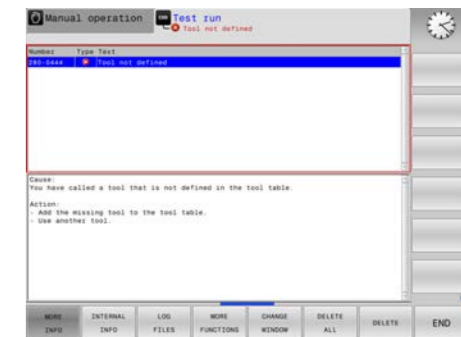 Manual operation
Test run
Tool not defined
Number Type Text
280-0444 Tool not defined
Cause:
You have called a tool that is not defined in the tool table.
Action:
- Add the missing tool to the tool table.
- Use another tool.
MORE INFO
INTERNAL INFO
LOG FILES
MORE FUNCTIONS
CHANGE WINDOW
DELETE ALL
DELETE
END